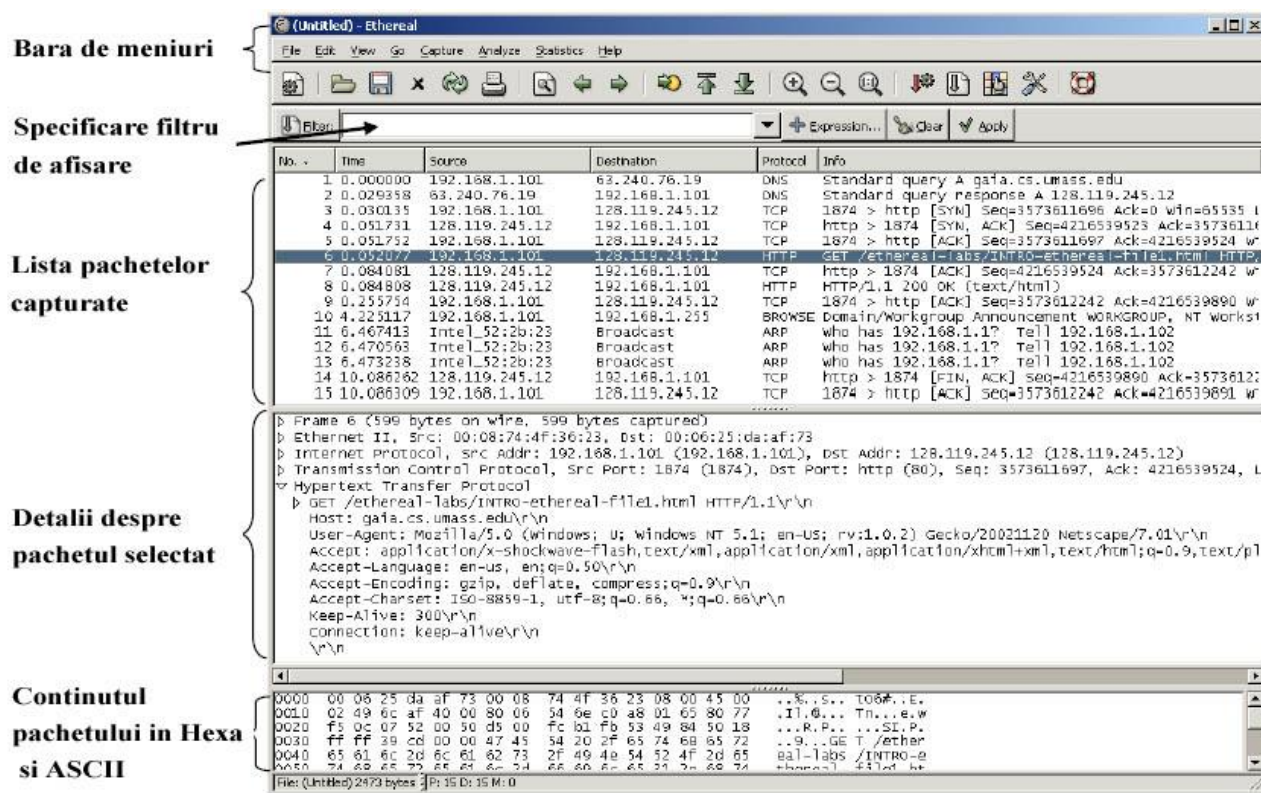 (Untitled) - Ethereal
Bara de meniuri
File Edit View Go Capture Analyze Statistics Help
Specificare filtru
de afisare
Filter: Expression... Clear Apply
No. Time Source Destination Protocol Info
1 0.000000 192.168.1.101 63.240.76.19 DNS Standard query A gaia.cs.umass.edu
2 0.029358 63.240.76.19 192.168.1.101 DNS Standard query response A 128.119.245.12
3 0.030135 192.168.1.101 128.119.245.12 TCP 1874 > http [SYN] Seq=3573611696 Ack=0 Win=65535 L
4 0.051731 128.119.245.12 192.168.1.101 TCP http > 1874 [SYN, ACK] Seq=4216539523 Ack=3573611
5 0.051752 192.168.1.101 128.119.245.12 TCP 1874 > http [ACK] Seq=3573611697 Ack=4216539524 W
6 0.052077 192.168.1.101 128.119.245.12 HTTP GET /ethereal-labs/INTRO-ethereal-file1.html HTTP/
7 0.084081 128.119.245.12 192.168.1.101 TCP http > 1874 [ACK] Seq=4216539524 Ack=3573612242 W
8 0.084808 128.119.245.12 192.168.1.101 HTTP HTTP/1.1 200 OK (text/html)
9 0.255754 192.168.1.101 128.119.245.12 TCP 1874 > http [ACK] Seq=3573612242 Ack=4216539890 W
10 4.225117 192.168.1.101 192.168.1.255 BROWSE Domain/Workgroup Announcement WORKGROUP, NT Works
11 6.467413 Intel_52:2b:23 Broadcast ARP Who has 192.168.1.1? Tell 192.168.1.102
12 6.470563 Intel_52:2b:23 Broadcast ARP Who has 192.168.1.1? Tell 192.168.1.102
13 6.473238 Intel_52:2b:23 Broadcast ARP Who has 192.168.1.1? Tell 192.168.1.102
14 10.086262 128.119.245.12 192.168.1.101 TCP http > 1874 [FIN, ACK] Seq=4216539890 Ack=3573612
15 10.086309 192.168.1.101 128.119.245.12 TCP 1874 > http [ACK] Seq=3573612242 Ack=4216539891 W
Lista pachetelor
capturate
Frame 6 (599 bytes on wire, 599 bytes captured)
Ethernet II, Src: 00:08:74:4f:36:23, Dst: 00:06:25:da:af:73
Internet Protocol, Src Addr: 192.168.1.101 (192.168.1.101), Dst Addr: 128.119.245.12 (128.119.245.12)
Transmission Control Protocol, Src Port: 1874 (1874), Dst Port: http (80), Seq: 3573611697, Ack: 4216539524, L
Hypertext Transfer Protocol
GET /ethereal-labs/INTRO-ethereal-file1.html HTTP/1.1\r\n
Host: gaia.cs.umass.edu\r\n
User-Agent: Mozilla/5.0 (Windows; U; Windows NT 5.1; en-US; rv:1.0.2) Gecko/20021120 Netscape/7.01\r\n
Accept: application/x-shockwave-flash,text/xml,application/xml,application/xhtml+xml,text/html;q=0.9,text/pl
Accept-Language: en-us, en;q=0.50\r\n
Accept-Encoding: gzip, deflate, compress;q=0.9\r\n
Accept-Charset: ISO-8859-1, utf-8;q=0.66, *;q=0.66\r\n
Keep-Alive: 300\r\n
Connection: keep-alive\r\n
\r\n
Detalii despre
pachetul selectat
0000 00 06 25 da af 73 00 08 74 4f 36 23 08 00 45 00 ..%..s.. tO6#..E.
0010 02 49 6c af 40 00 80 06 54 6e c0 a8 01 65 80 77 .Il.@... Tn...e.w
0020 f5 0c 07 52 00 50 d5 00 fc b1 fb 53 49 84 50 18 ...R.P.. ...SI.P.
0030 ff ff 39 cd 00 00 47 45 54 20 2f 65 74 68 65 72 ..9...GE T /ether
0040 65 61 6c 2d 6c 61 62 73 2f 49 4e 54 52 4f 2d 65 eal-labs /INTRO-e
Continutul
pachetului in Hexa
si ASCII
File: (Untitled) 2473 bytes P: 15 D: 15 M: 0